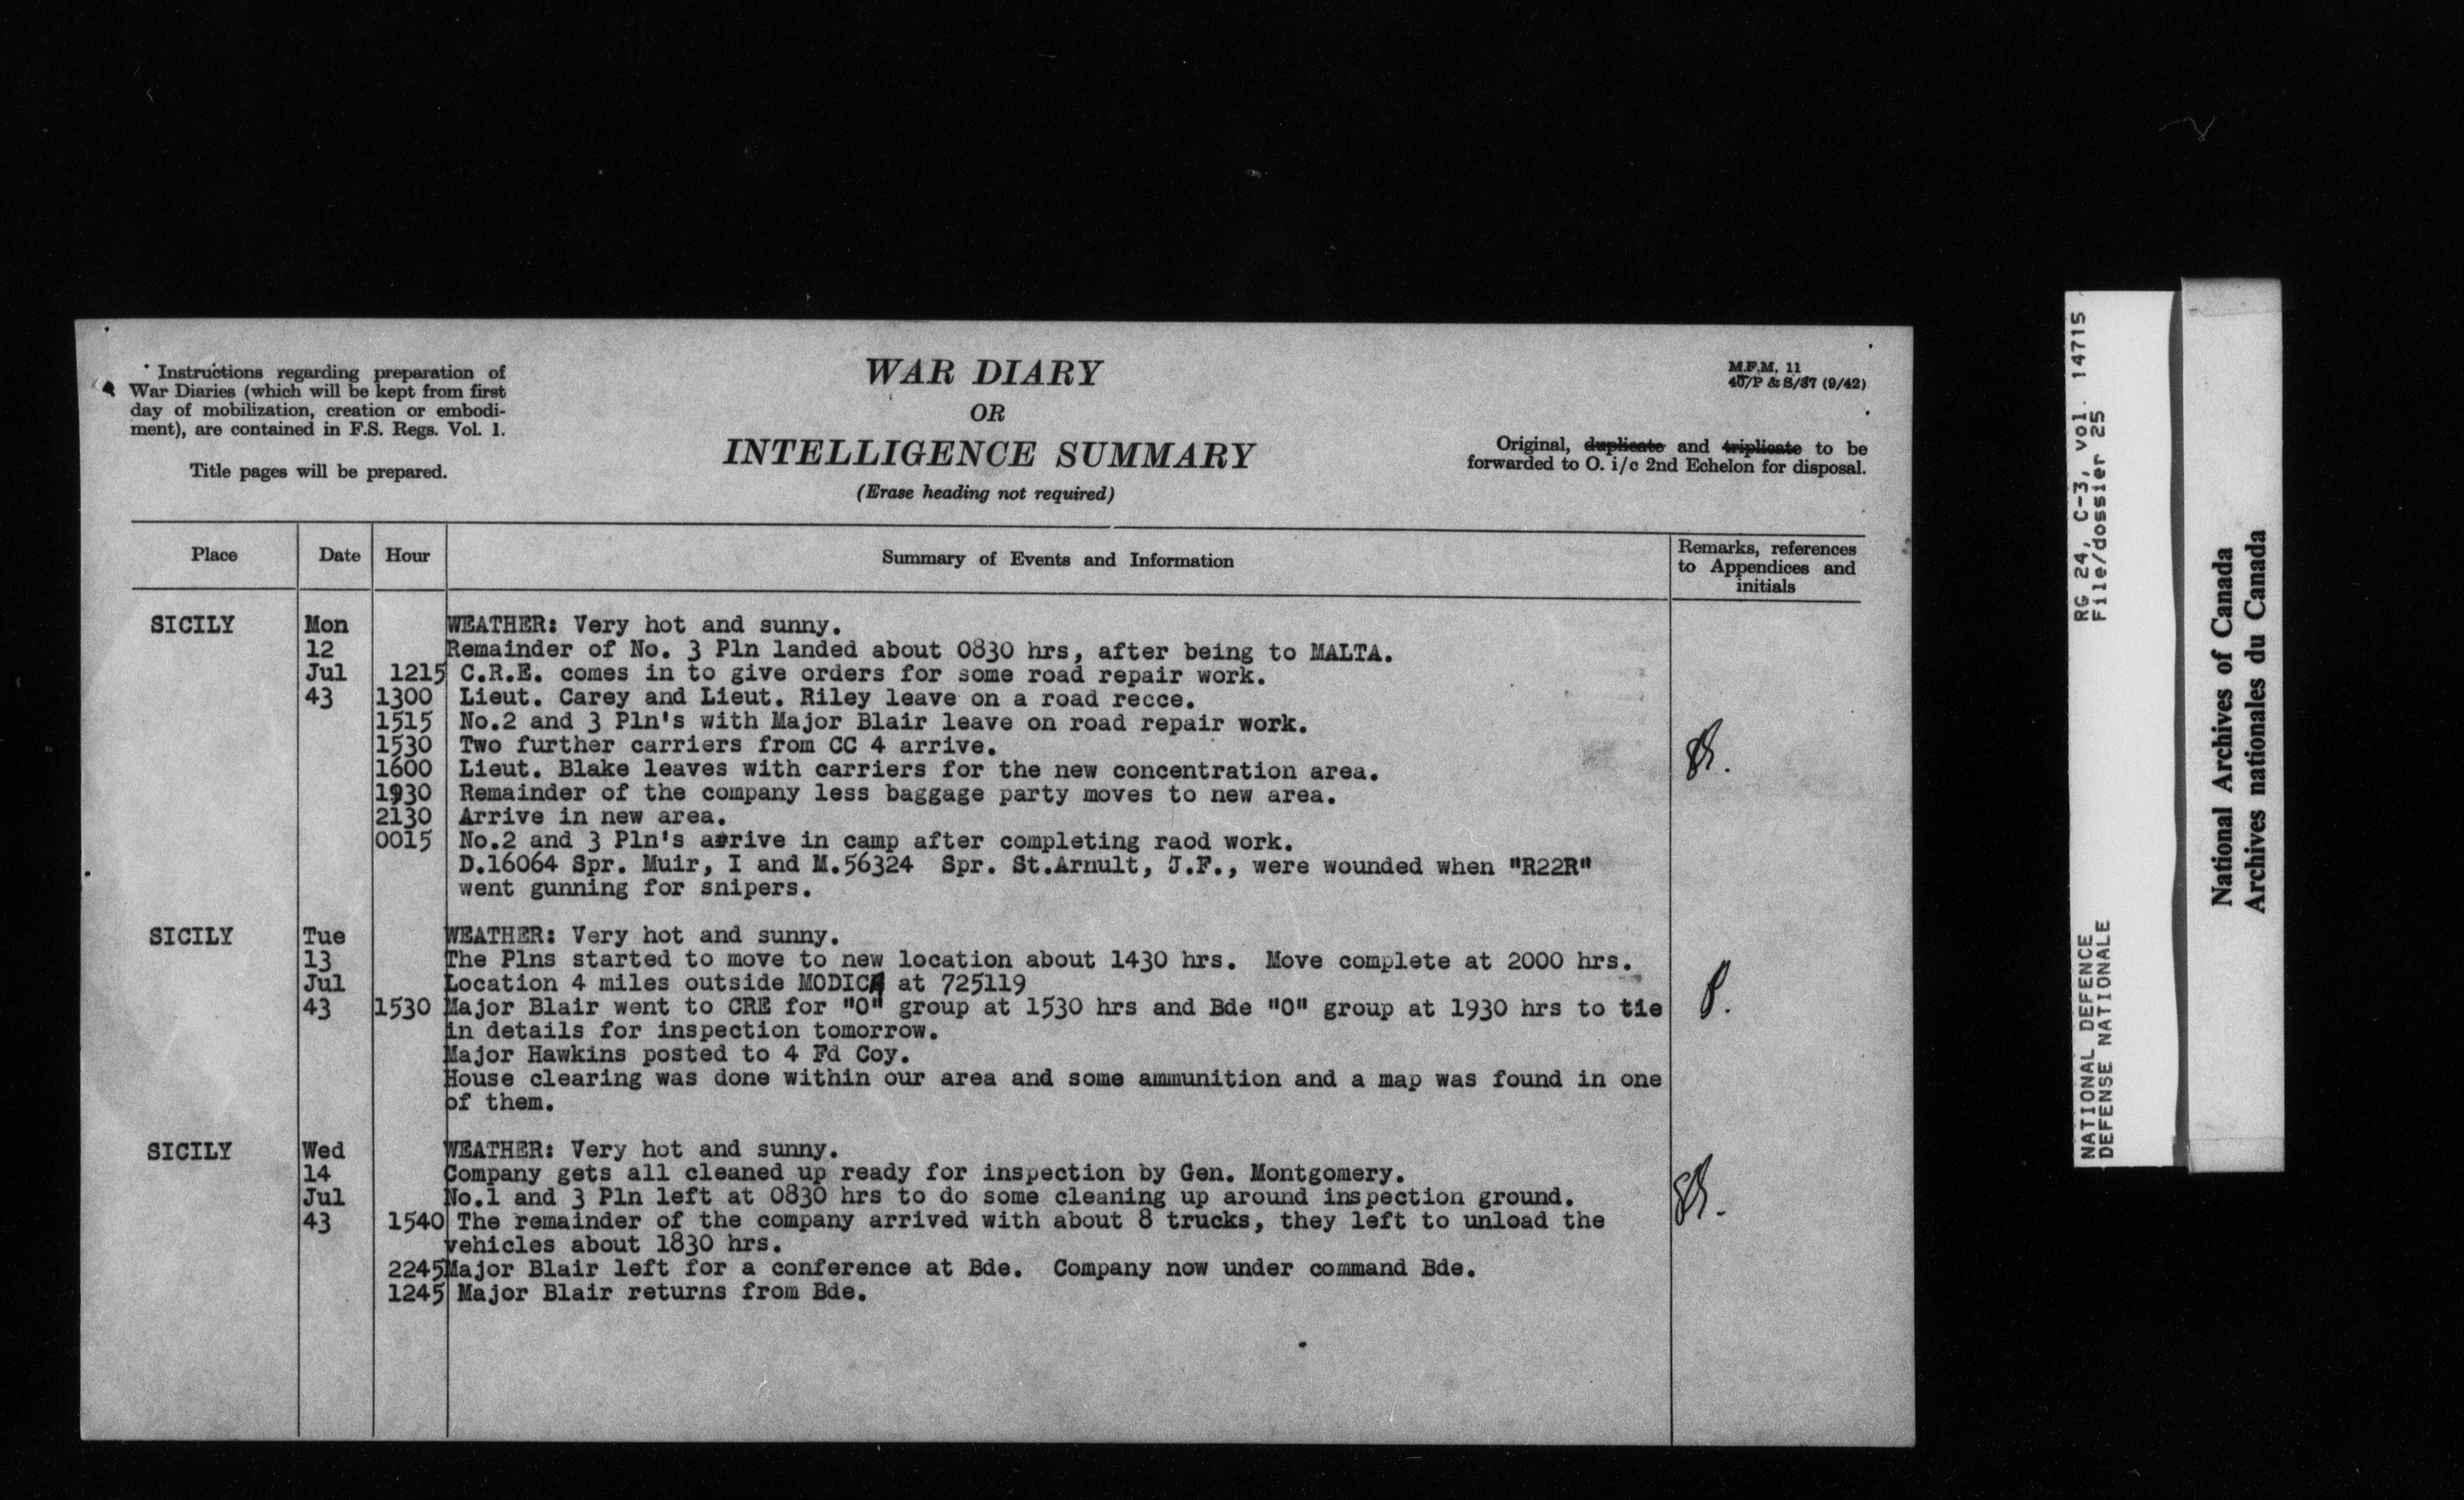 Instructions regarding preparation of
War Diaries (which will be kept from first
day of mobilization, creation or embodi-
ment), are contained in F.S. Regs. Vol. 1.
Title pages will be prepared.
WAR DIARY
OR
INTELLIGENCE SUMMARY
(Erase heading not required)
M.F.M. 11
40/P & S/37 (9/42)
Original, duplicate and triplicate to be
forwarded to O. i/c 2nd Echelon for disposal.
Place Date Hour Summary of Events and Information Remarks, references
to Appendices and
initials
SICILY Mon WEATHER: Very hot and sunny.
12 Remainder of No. 3 Pln landed about 0830 hrs, after being to MALTA.
Jul 1215 C.R.E. comes in to give orders for some road repair work.
43 1300 Lieut. Carey and Lieut. Riley leave on a road recce.
1515 No.2 and 3 Pln's with Major Blair leave on road repair work.
1530 Two further carriers from CC 4 arrive.
1600 Lieut. Blake leaves with carriers for the new concentration area.
1930 Remainder of the company less baggage party moves to new area.
2130 Arrive in new area.
0015 No.2 and 3 Pln's arrive in camp after completing raod work.
D.16064 Spr. Muir, I and M.56324 Spr. St.Arnult, J.F., were wounded when "R22R"
went gunning for snipers.
SICILY Tue WEATHER: Very hot and sunny.
13 The Plns started to move to new location about 1430 hrs. Move complete at 2000 hrs.
Jul Location 4 miles outside MODICA at 725119
43 1530 Major Blair went to CRE for "O" group at 1530 hrs and Bde "O" group at 1930 hrs to tie
in details for inspection tomorrow.
Major Hawkins posted to 4 Fd Coy.
House clearing was done within our area and some ammunition and a map was found in one
of them.
SICILY Wed WEATHER: Very hot and sunny.
14 Company gets all cleaned up ready for inspection by Gen. Montgomery.
Jul No.1 and 3 Pln left at 0830 hrs to do some cleaning up around inspection ground.
43 1540 The remainder of the company arrived with about 8 trucks, they left to unload the
vehicles about 1830 hrs.
2245 Major Blair left for a conference at Bde. Company now under command Bde.
1245 Major Blair returns from Bde.
NATIONAL DEFENCE RG 24, C-3, vol. 14715
DEFENSE NATIONALE File/dossier 25
National Archives of Canada
Archives nationales du Canada